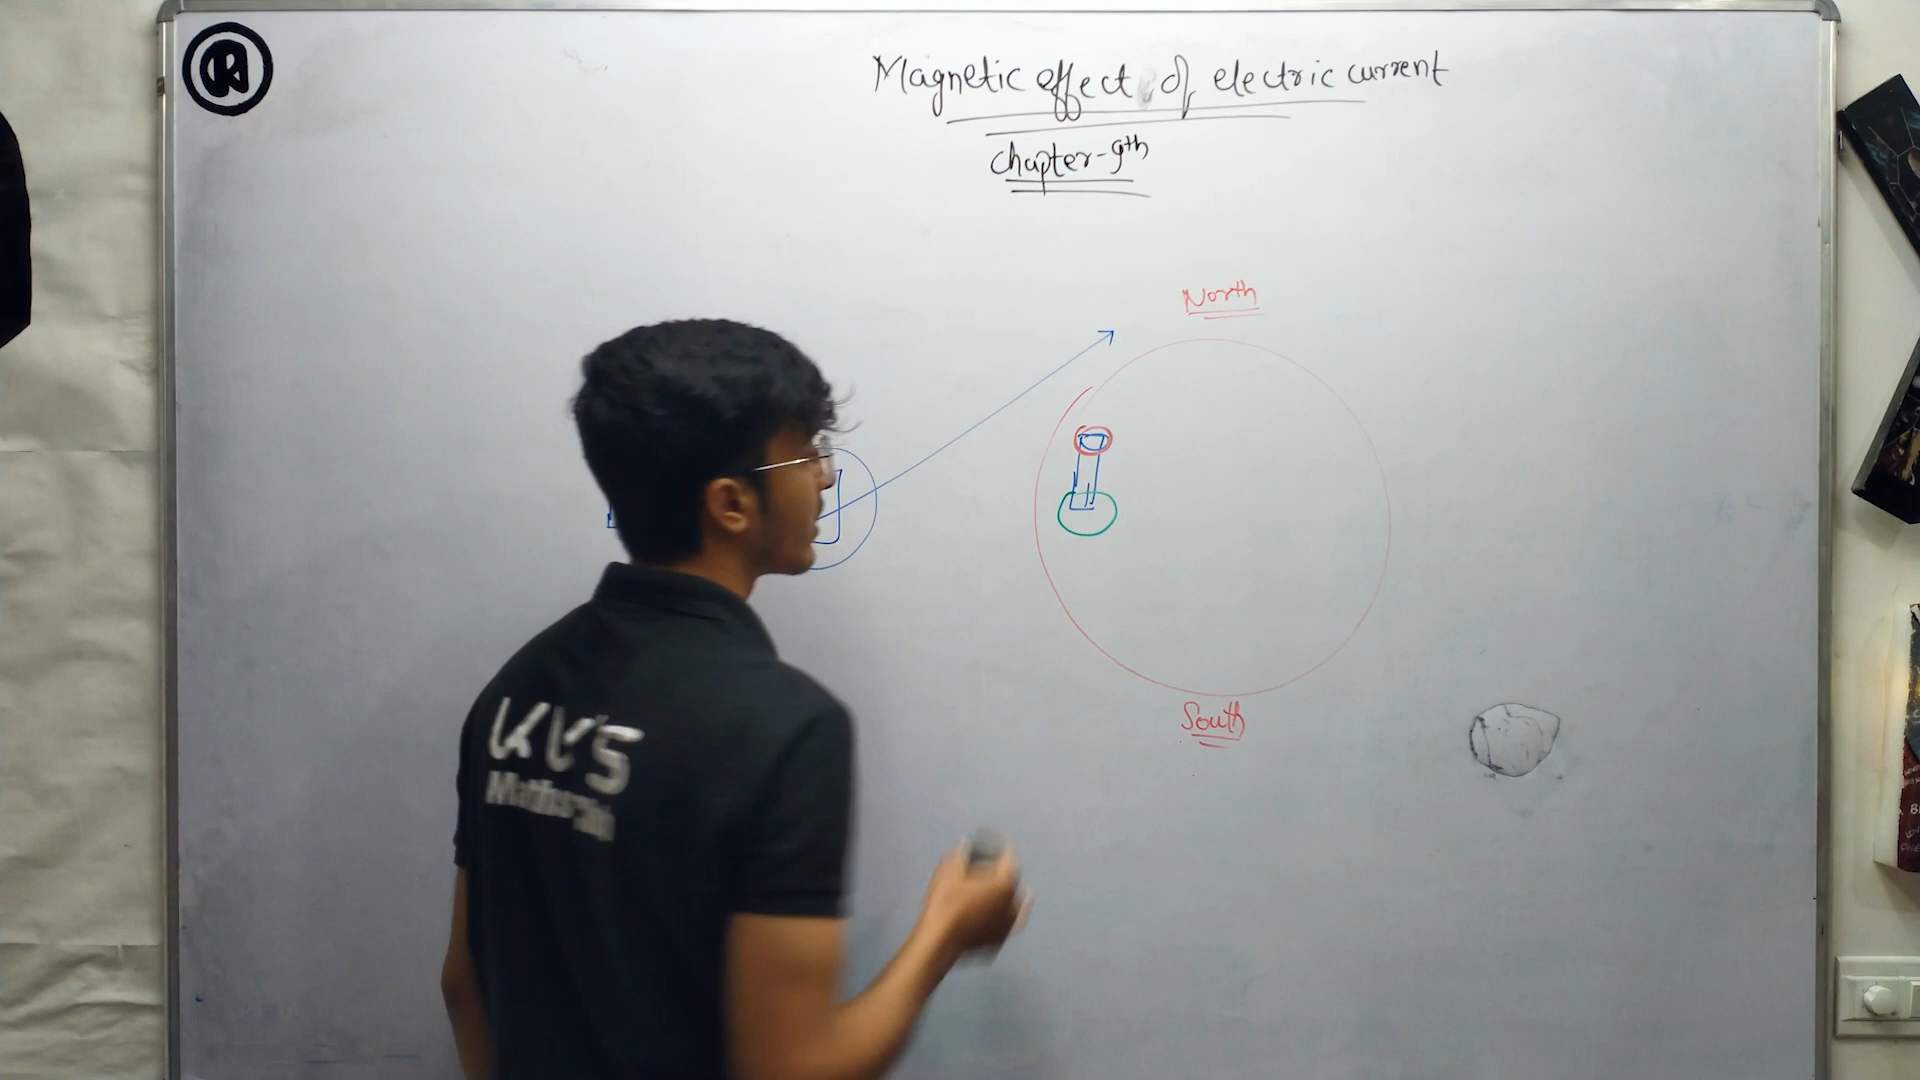 Magnetic effect of electric current
Chapter-9th
North
South